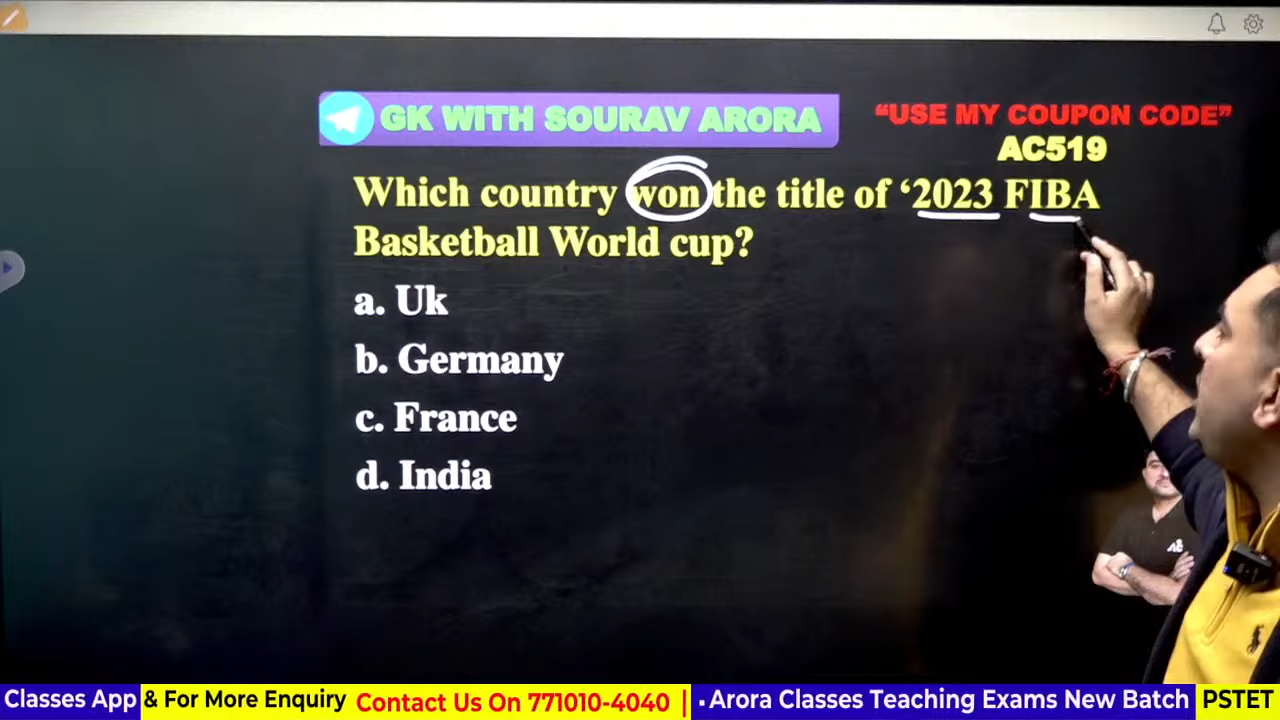 GK WITH SOURAV ARORA
“USE MY COUPON CODE”
AC519
Which country won the title of ‘2023 FIBA
Basketball World cup?
a. Uk
b. Germany
c. France
d. India
Classes App & For More Enquiry Contact Us On 771010-4040 | • Arora Classes Teaching Exams New Batch PSTET